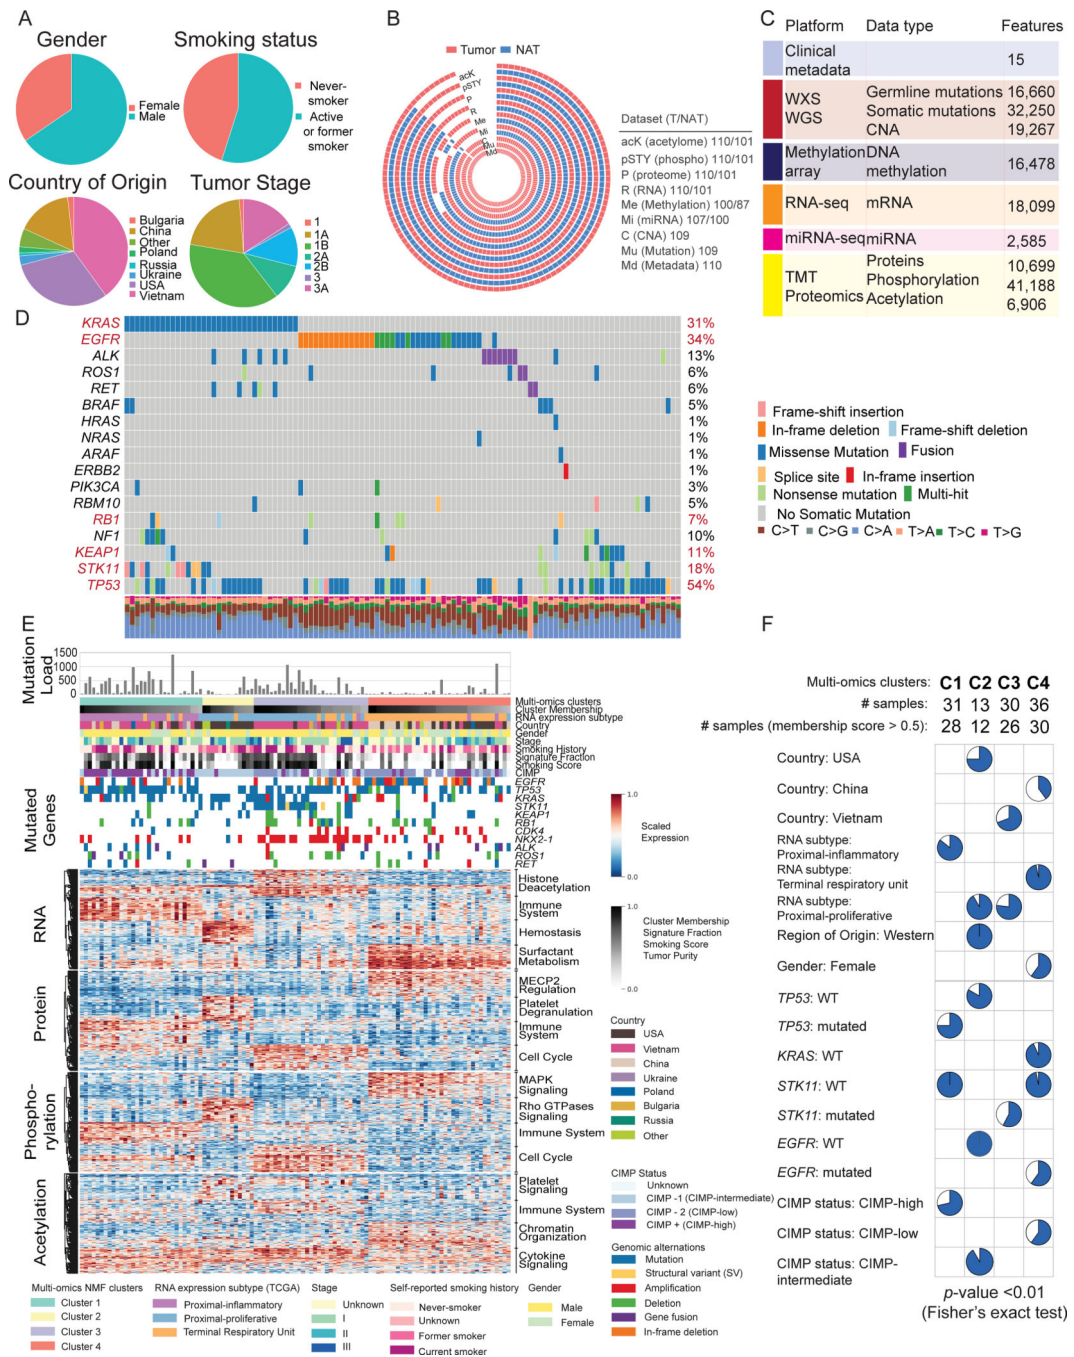 A
Gender
Female
Male
Smoking status
Never-
smoker
Active
or former
smoker
Country of Origin
Bulgaria
China
Other
Poland
Russia
Ukraine
USA
Vietnam
Tumor Stage
1
1A
1B
2A
2B
3
3A
B
Tumor NAT
acK
pSTY
P
R
Me
Mi
C
Mu
Md
Dataset (T/NAT)
acK (acetylome) 110/101
pSTY (phospho) 110/101
P (proteome) 110/101
R (RNA) 110/101
Me (Methylation) 100/87
Mi (miRNA) 107/100
C (CNA) 109
Mu (Mutation) 109
Md (Metadata) 110
C
Platform Data type Features
Clinical
metadata
15
WXS
WGS
Germline mutations 16,660
Somatic mutations 32,250
CNA 19,267
Methylation
array
DNA
methylation
16,478
RNA-seq mRNA 18,099
miRNA-seq miRNA 2,585
TMT
Proteomics
Proteins 10,699
Phosphorylation 41,188
Acetylation 6,906
D
KRAS 31%
EGFR 34%
ALK 13%
ROS1 6%
RET 6%
BRAF 5%
HRAS 1%
NRAS 1%
ARAF 1%
ERBB2 1%
PIK3CA 3%
RBM10 5%
RB1 7%
NF1 10%
KEAP1 11%
STK11 18%
TP53 54%
Frame-shift insertion
In-frame deletion Frame-shift deletion
Missense Mutation Fusion
Splice site In-frame insertion
Nonsense mutation Multi-hit
No Somatic Mutation
C>T C>G C>A T>A T>C T>G
E
Mutation
Load
1500
1000
500
0
Multi-omics clusters
Cluster Membership
RNA expression subtype
Country
Gender
Stage
Smoking History
Signature Fraction
Smoking Score
CIMP
Mutated
Genes
EGFR
TP53
KRAS
STK11
KEAP1
RB1
CDK4
NKX2-1
ALK
ROS1
RET
RNA
Histone
Deacetylation
Immune
System
Hemostasis
Surfactant
Metabolism
Protein
MECP2
Regulation
Platelet
Degranulation
Immune
System
Cell Cycle
Phospho-
rylation
MAPK
Signaling
Rho GTPases
Signaling
Immune System
Cell Cycle
Acetylation
Platelet
Signaling
Immune System
Chromatin
Organization
Cytokine
Signaling
1.0
Scaled
Expression
0.0
1.0
Cluster Membership
Signature Fraction
Smoking Score
Tumor Purity
0.0
Country
USA
Vietnam
China
Ukraine
Poland
Bulgaria
Russia
Other
CIMP Status
Unknown
CIMP -1 (CIMP-intermediate)
CIMP - 2 (CIMP-low)
CIMP + (CIMP-high)
Genomic alternations
Mutation
Structural variant (SV)
Amplification
Deletion
Gene fusion
In-frame deletion
Multi-omics NMF clusters
Cluster 1
Cluster 2
Cluster 3
Cluster 4
RNA expression subtype (TCGA)
Proximal-inflammatory
Proximal-proliferative
Terminal Respiratory Unit
Stage
Unknown
I
II
III
Self-reported smoking history
Never-smoker
Unknown
Former smoker
Current smoker
Gender
Male
Female
F
Multi-omics clusters: C1 C2 C3 C4
# samples: 31 13 30 36
# samples (membership score > 0.5): 28 12 26 30
Country: USA
Country: China
Country: Vietnam
RNA subtype:
Proximal-inflammatory
RNA subtype:
Terminal respiratory unit
RNA subtype:
Proximal-proliferative
Region of Origin: Western
Gender: Female
TP53: WT
TP53: mutated
KRAS: WT
STK11: WT
STK11: mutated
EGFR: WT
EGFR: mutated
CIMP status: CIMP-high
CIMP status: CIMP-low
CIMP status: CIMP-
intermediate
p-value <0.01
(Fisher's exact test)